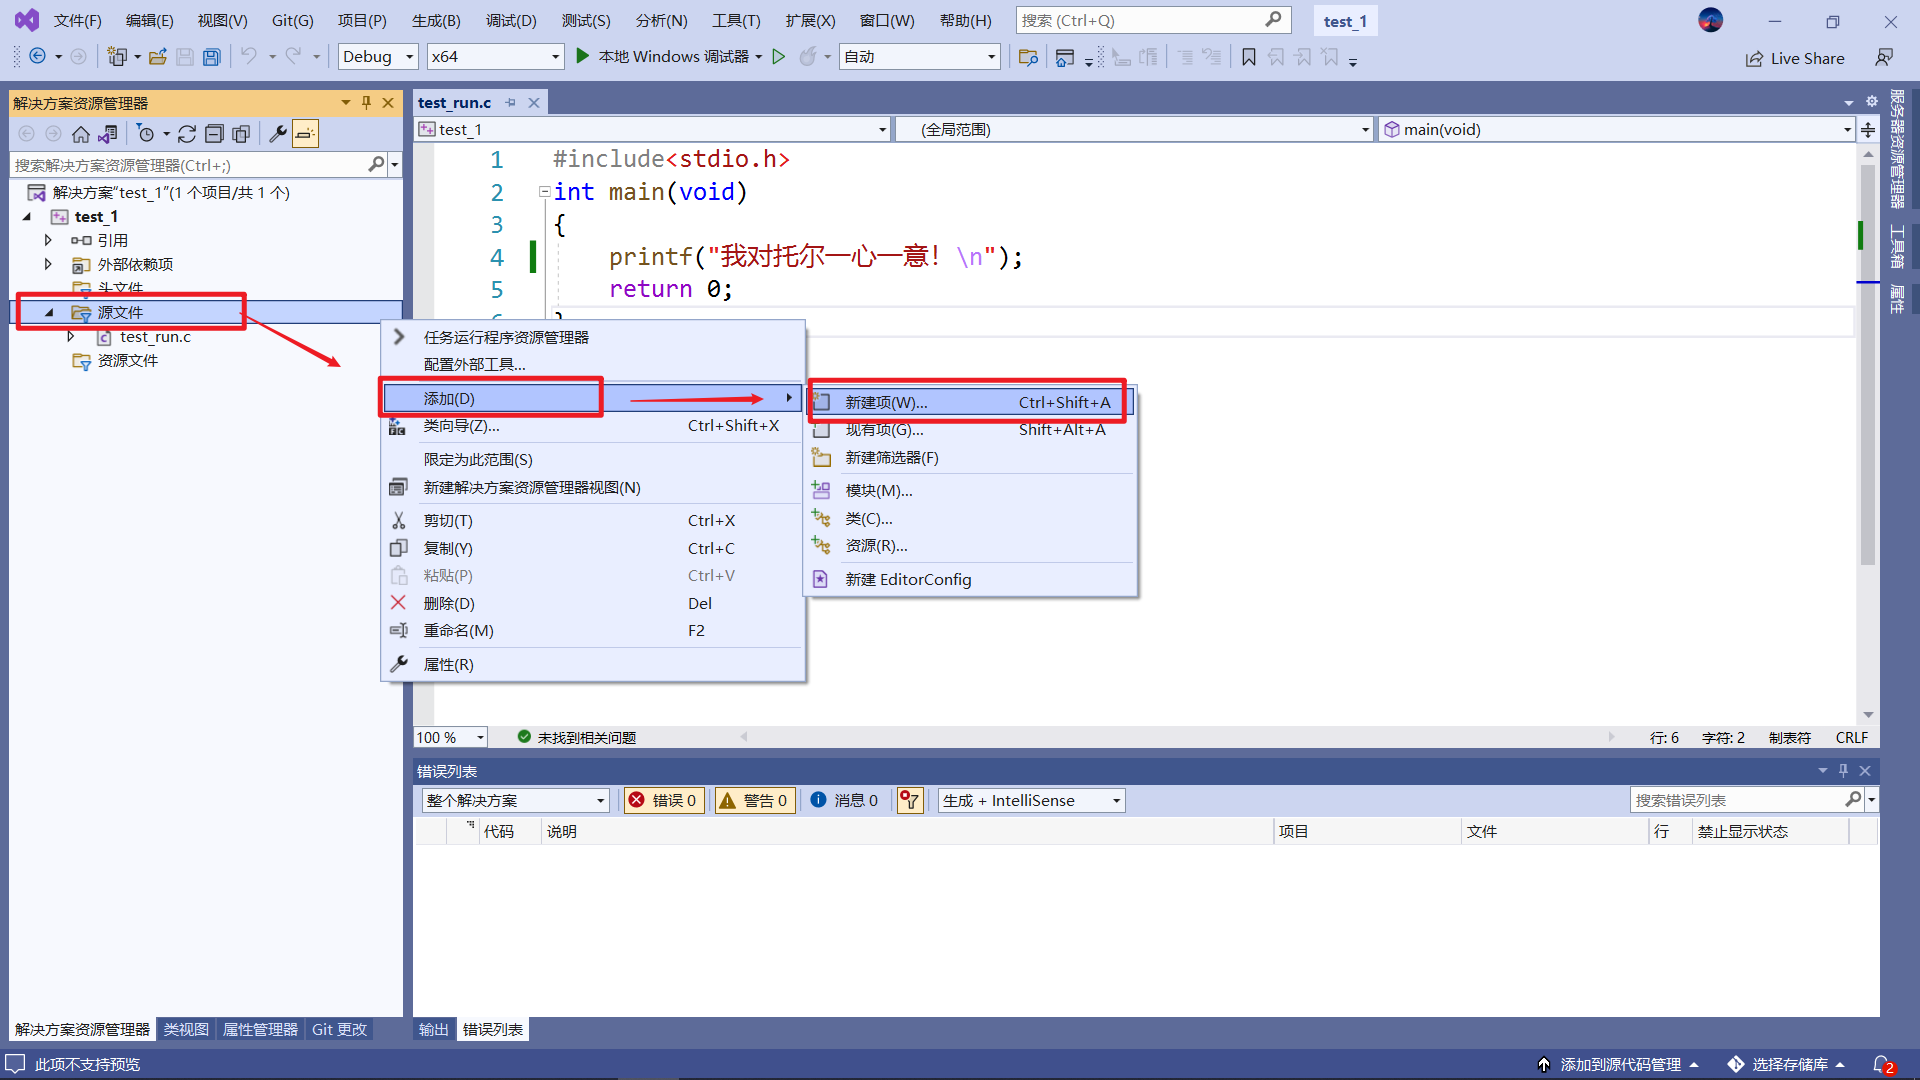 文件(F) 编辑(E) 视图(V) Git(G) 项目(P) 生成(B) 调试(D) 测试(S) 分析(N) 工具(T) 扩展(X) 窗口(W) 帮助(H) 搜索 (Ctrl+Q) test_1
Debug x64 本地 Windows 调试器 自动 Live Share
解决方案资源管理器
搜索解决方案资源管理器(Ctrl+;)
解决方案"test_1"(1 个项目/共 1 个)
test_1
引用
外部依赖项
头文件
源文件
test_run.c
资源文件
test_run.c
test_1 (全局范围) main(void)
1 #include<stdio.h>
2 int main(void)
3 {
4 printf("我对托尔一心一意! \n");
5 return 0;
6 }
任务运行程序资源管理器
配置外部工具...
添加(D)
类向导(Z)... Ctrl+Shift+X
限定为此范围(S)
新建解决方案资源管理器视图(N)
剪切(T) Ctrl+X
复制(Y) Ctrl+C
粘贴(P) Ctrl+V
删除(D) Del
重命名(M) F2
属性(R)
新建项(W)... Ctrl+Shift+A
现有项(G)... Shift+Alt+A
新建筛选器(F)
模块(M)...
类(C)...
资源(R)...
新建 EditorConfig
服务器资源管理器
工具箱
属性
100 % 未找到相关问题 行: 6 字符: 2 制表符 CRLF
错误列表
整个解决方案 错误 0 警告 0 消息 0 生成 + IntelliSense 搜索错误列表
代码 说明 项目 文件 行 禁止显示状态
解决方案资源管理器 类视图 属性管理器 Git 更改 输出 错误列表
此项不支持预览 添加到源代码管理 选择存储库 2